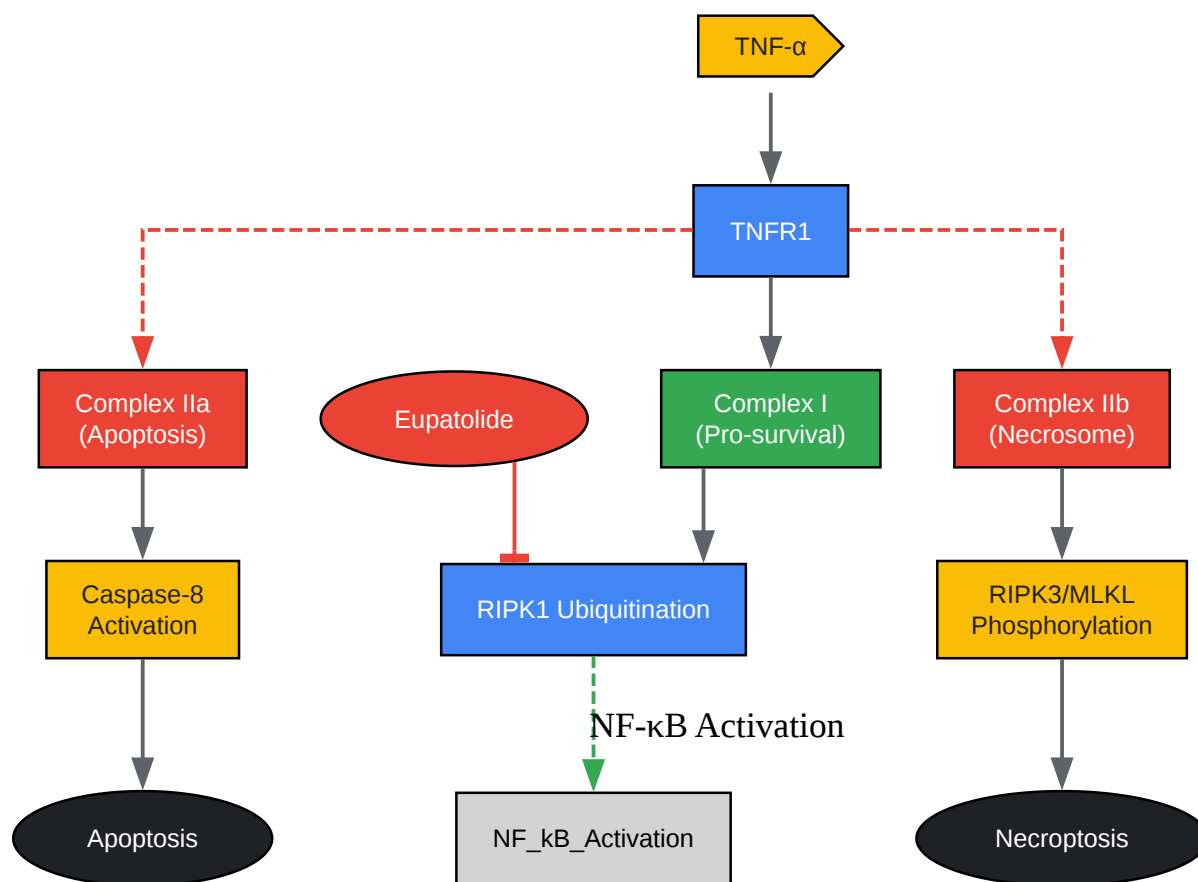 TNF-α
TNFR1
Complex IIa
(Apoptosis)
Eupatolide
Complex I
(Pro-survival)
Complex IIb
(Necrosome)
Caspase-8
Activation
RIPK1 Ubiquitination
RIPK3/MLKL
Phosphorylation
NF-κB Activation
Apoptosis
NF_kB_Activation
Necroptosis